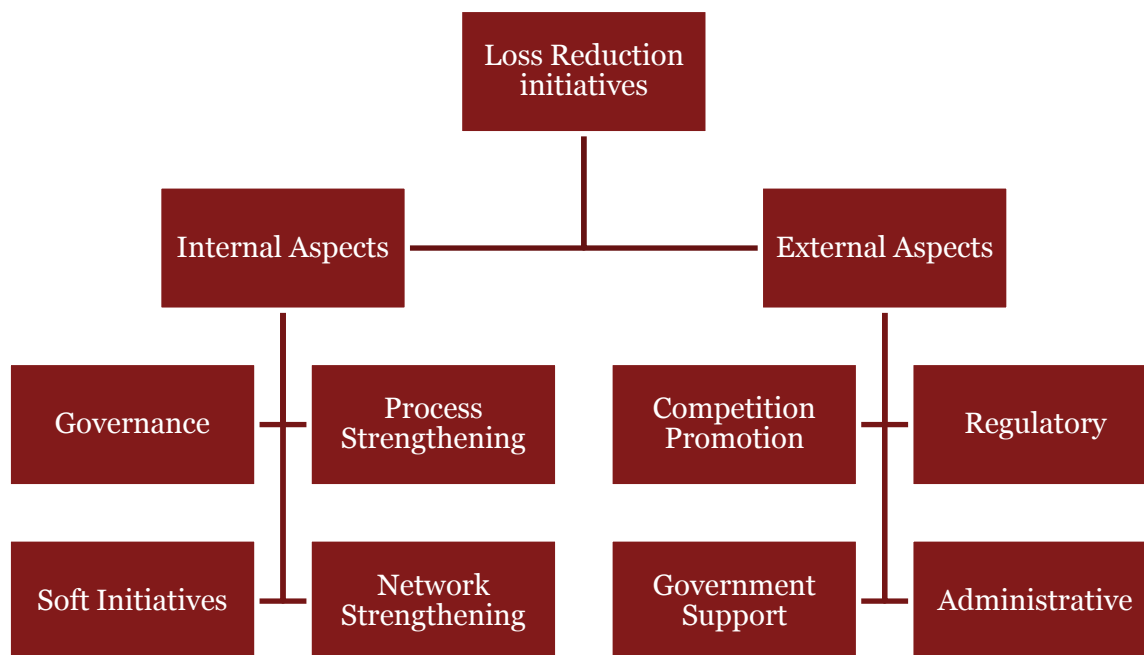 Loss Reduction
initiatives
Internal Aspects
External Aspects
Governance
Process
Strengthening
Competition
Promotion
Regulatory
Soft Initiatives
Network
Strengthening
Government
Support
Administrative